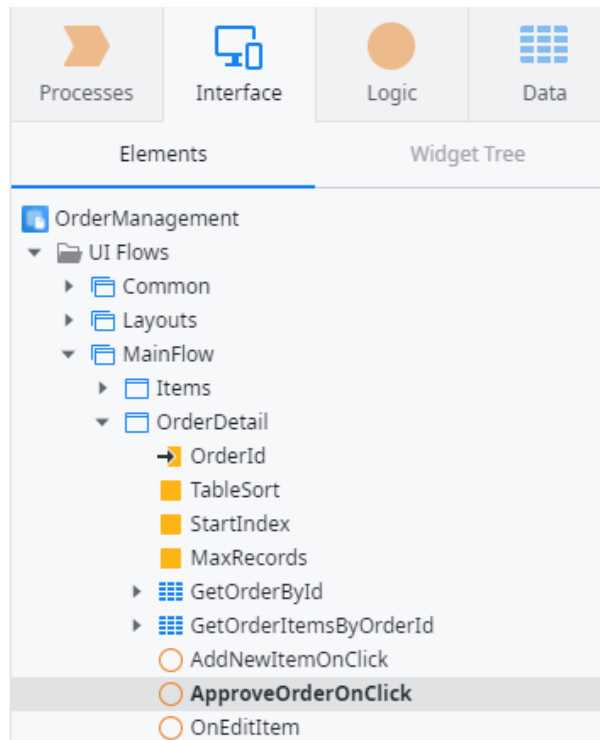 Processes Interface Logic Data
Elements Widget Tree
OrderManagement
UI Flows
Common
Layouts
MainFlow
Items
OrderDetail
OrderId
TableSort
StartIndex
MaxRecords
GetOrderById
GetOrderItemsByOrderId
AddNewItemOnClick
ApproveOrderOnClick
OnEditItem